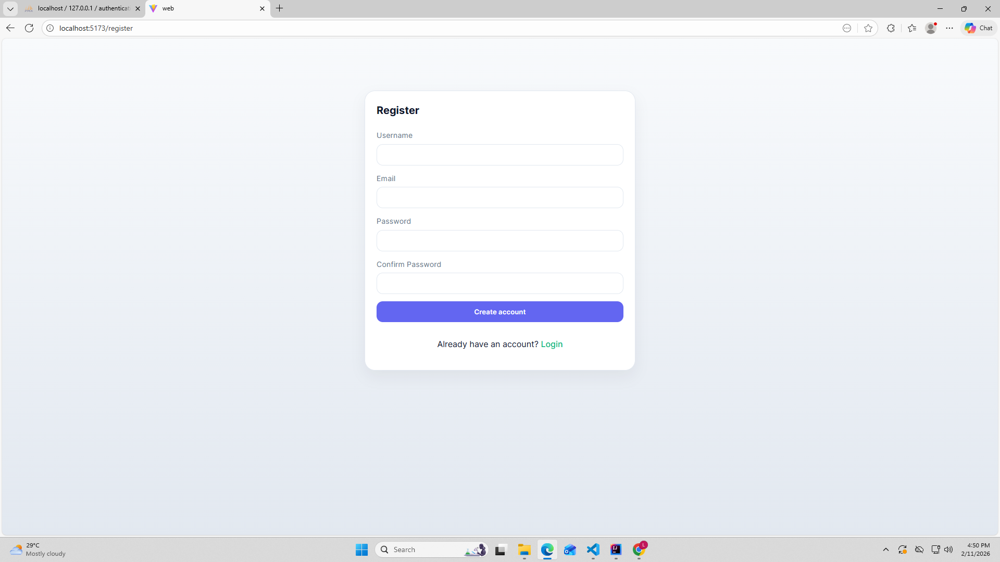 localhost / 127.0.0.1 / authenticati
web
localhost:5173/register
Chat
Register
Username
Email
Password
Confirm Password
Create account
Already have an account? Login
29°C
Mostly cloudy
Search
L
4:50 PM
2/11/2026